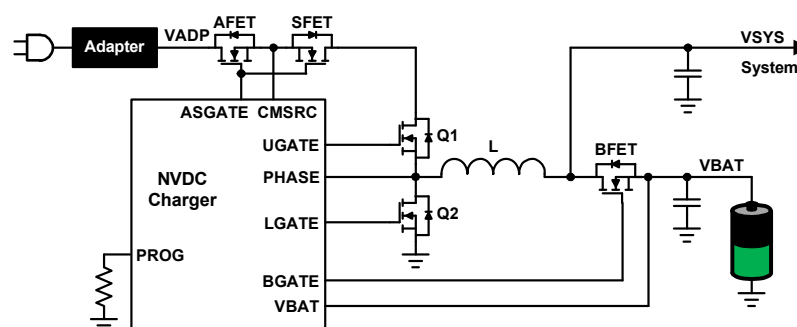 AFET
SFET
Adapter
VADP
VSYS
System
ASGATE
CMSRC
UGATE
Q1
L
BFET
VBAT
NVDC
Charger
PHASE
LGATE
Q2
PROG
BGATE
VBAT